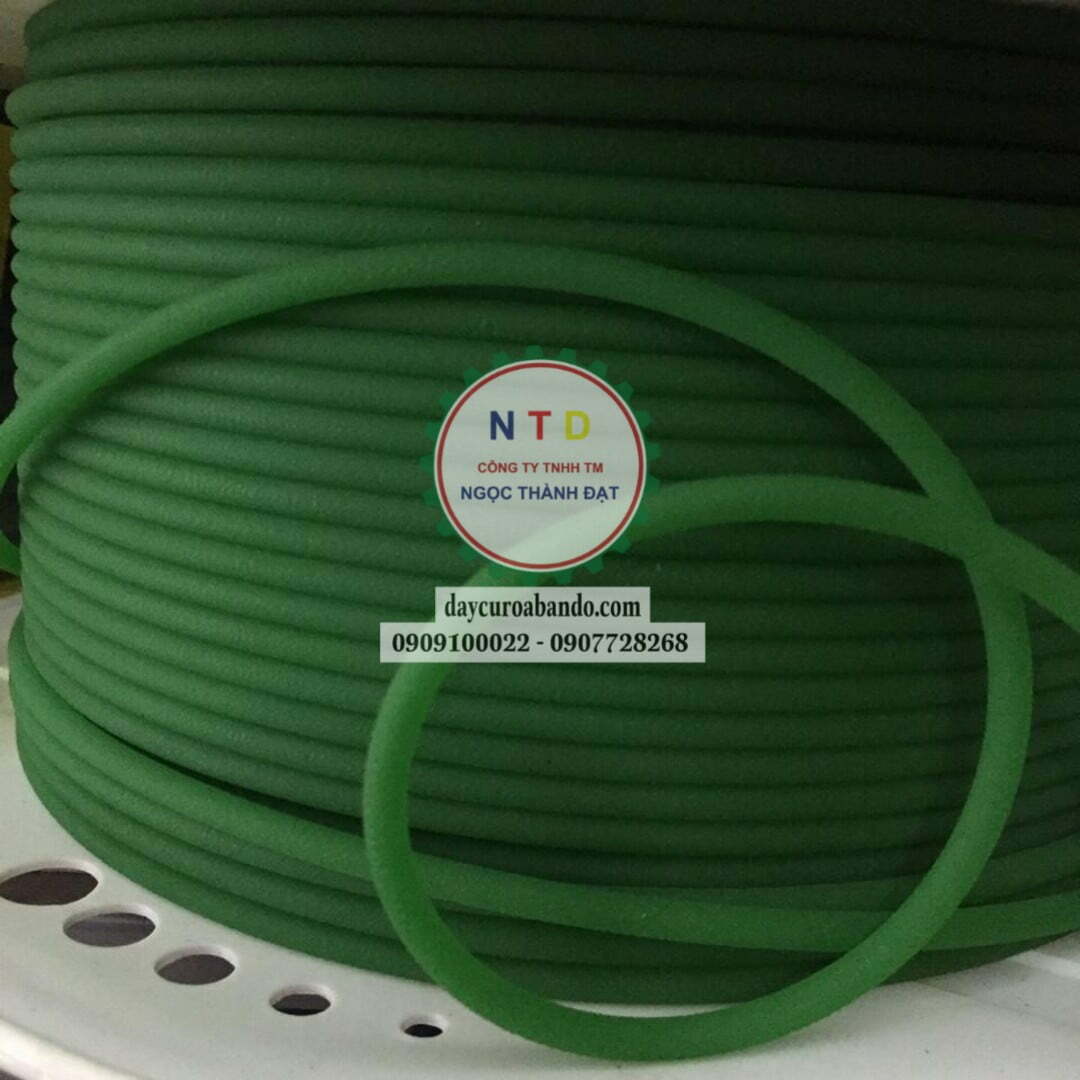 N T D
CÔNG TY TNHH TM
NGỌC THÀNH ĐẠT
daycuroabando.com
0909100022 - 0907728268